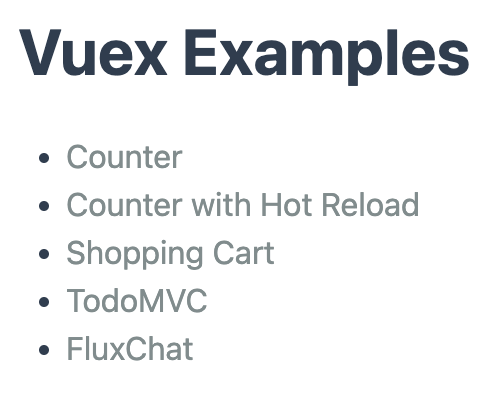 Vuex Examples
Counter
Counter with Hot Reload
Shopping Cart
TodoMVC
FluxChat